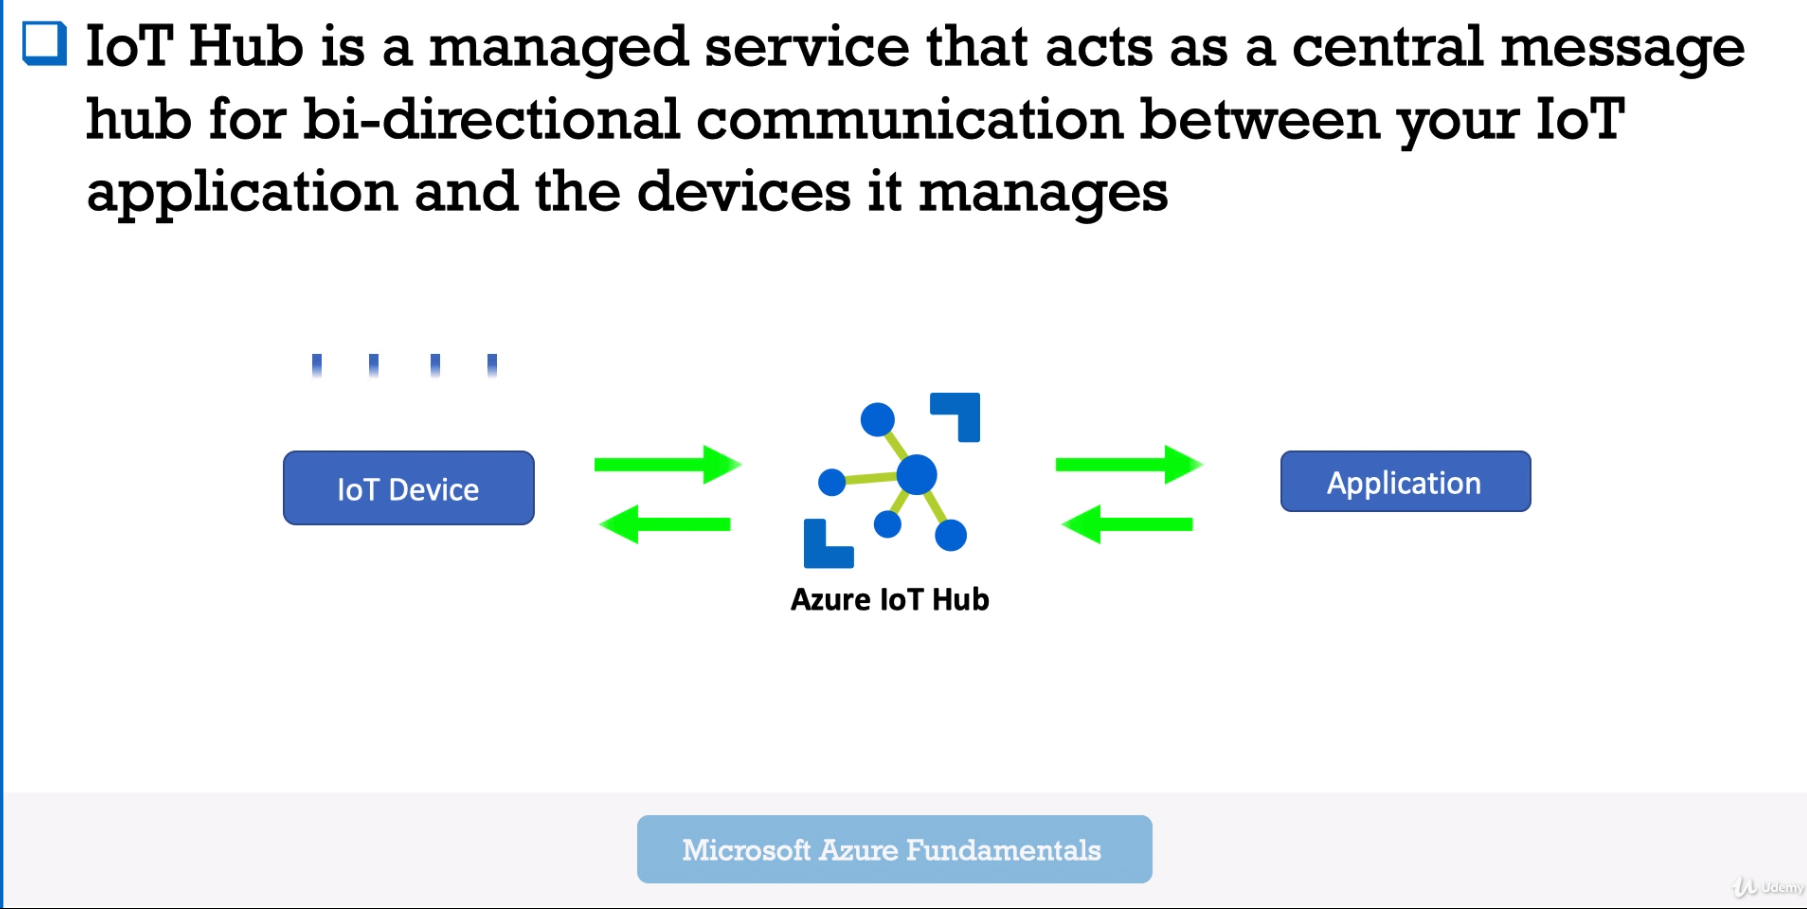 IoT Hub is a managed service that acts as a central message
hub for bi-directional communication between your IoT
application and the devices it manages
IoT Device
Application
Azure IoT Hub
Microsoft Azure Fundamentals
Udemy